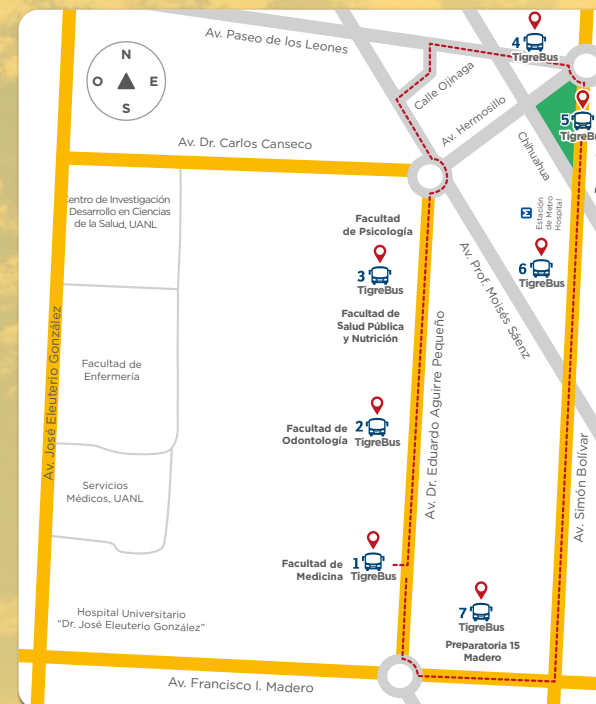 Av. Paseo de los Leones
N
O
E
S
4
TigreBus
Calle Ojinaga
Av. Hermosillo
5
Chihuahua
Av. Dr. Carlos Canseco
Centro de Investigación
Desarrollo en Ciencias
de la Salud, UANL
M
Estación
de Metro
Hospital
Facultad
de Psicología
3
TigreBus
Facultad de
Salud Pública
y Nutrición
6
TigreBus
Av. Prof. Moisés Sáenz
Av. José Eleuterio González
Facultad de
Enfermería
Av. Dr. Eduardo Aguirre Pequeño
Facultad de
Odontología
2
TigreBus
Av. Simón Bolívar
Servicios
Médicos, UANL
Facultad de
Medicina
1
TigreBus
7
TigreBus
Preparatoria 15
Madero
Hospital Universitario
“Dr. José Eleuterio González”
Av. Francisco I. Madero